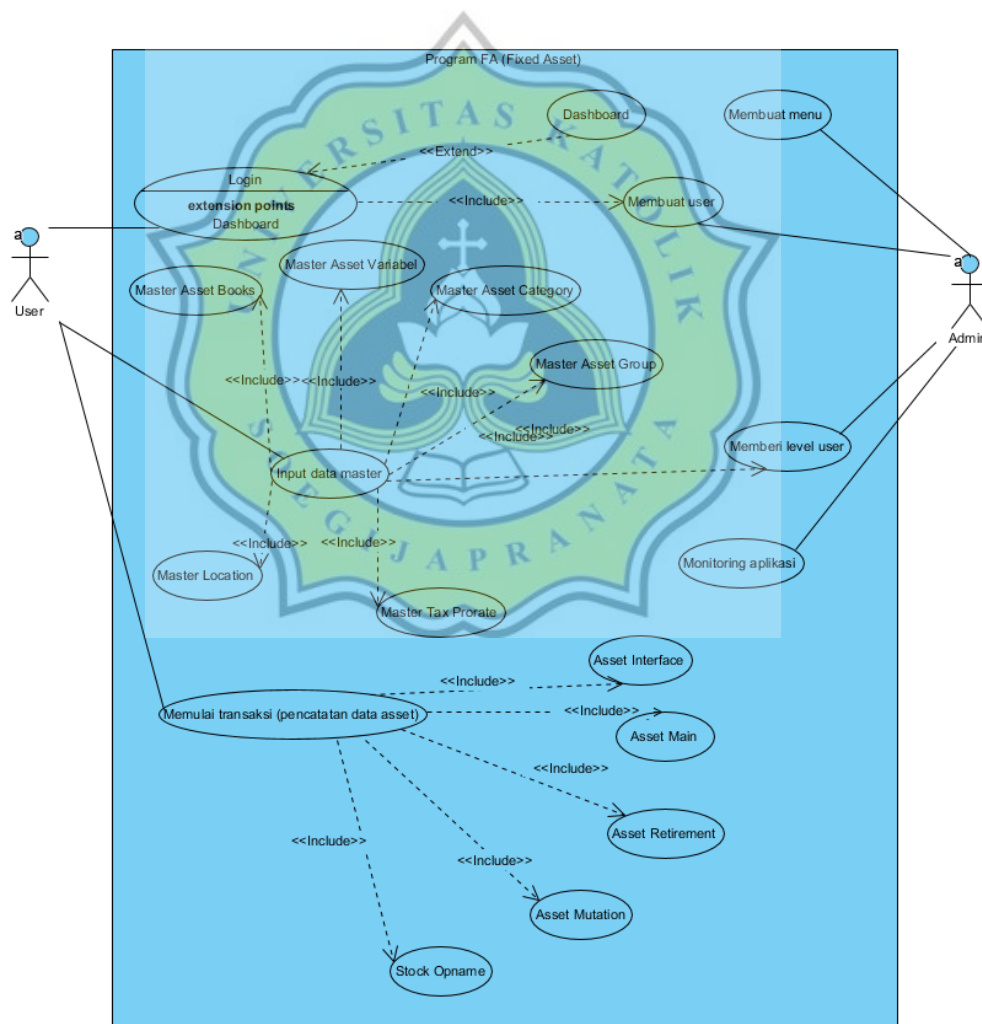 Program FA (Fixed Asset)
Dashboard
Membuat menu
<<Extend>>
Login
extension points
Dashboard
<<Include>>
Membuat user
UNIVERSITAS KATOLIK
SOEGIJAPRANATA
a
User
a
Admin
Master Asset Variabel
Master Asset Books
Master Asset Category
Master Asset Group
<<Include>>
<<Include>>
<<Include>>
<<Include>>
<<Include>>
Memberi level user
Input data master
<<Include>>
<<Include>>
Monitoring aplikasi
Master Location
Master Tax Prorate
Asset Interface
<<Include>>
Memulai transaksi (pencatatan data asset)
<<Include>>
Asset Main
<<Include>>
Asset Retirement
<<Include>>
<<Include>>
Asset Mutation
Stock Opname